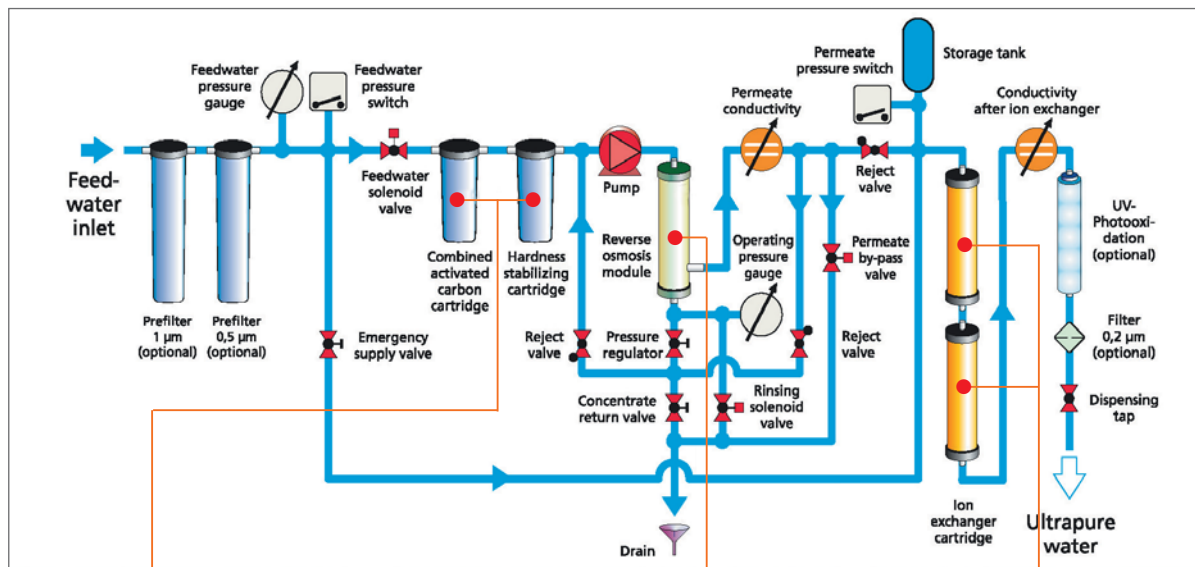 Feedwater
pressure
gauge
Feedwater
pressure
switch
Permeate
pressure switch
Storage tank
Permeate
conductivity
Conductivity
after ion exchanger
Feed-
water
inlet
Feedwater
solenoid
valve
Pump
Reject
valve
UV-
Photooxi-
dation
(optional)
Combined
activated
carbon
cartridge
Hardness
stabilizing
cartridge
Reverse
osmosis
module
Operating
pressure
gauge
Permeate
by-pass
valve
Prefilter
1 µm
(optional)
Prefilter
0,5 µm
(optional)
Emergency
supply valve
Reject
valve
Pressure
regulator
Reject
valve
Filter
0,2 µm
(optional)
Concentrate
return valve
Rinsing
solenoid
valve
Dispensing
tap
Ion
exchanger
cartridge
Ultrapure
water
Drain